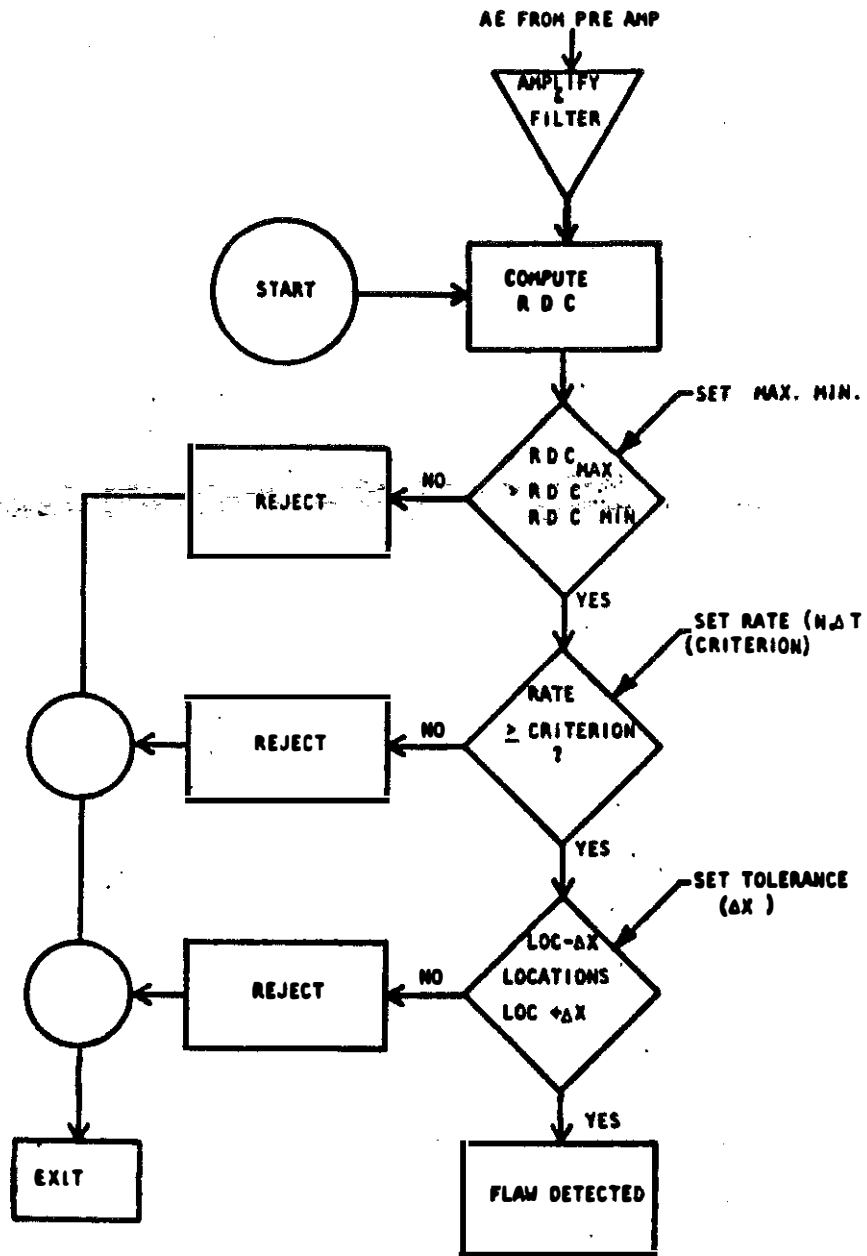 AE FROM PRE AMP
AMPLIFY
&
FILTER
START
COMPUTE
R D C
SET MAX. MIN.
R D C MAX
> R D C
R D C MIN
NO
REJECT
YES
SET RATE (N,Δ T
(CRITERION)
RATE
≥ CRITERION
?
NO
REJECT
YES
SET TOLERANCE
(ΔX )
LOC-ΔX
LOCATIONS
LOC +ΔX
NO
REJECT
YES
EXIT
FLAW DETECTED